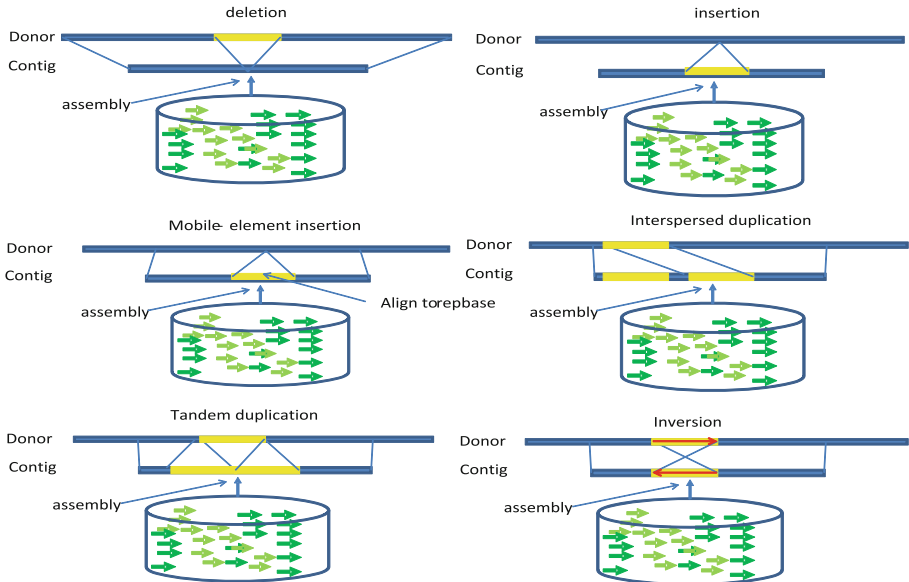 deletion
Donor
Contig
assembly
insertion
Donor
Contig
assembly
Mobile- element insertion
Donor
Contig
assembly
Align torepbase
Interspersed duplication
Donor
Contig
assembly
Tandem duplication
Donor
Contig
assembly
Inversion
Donor
Contig
assembly